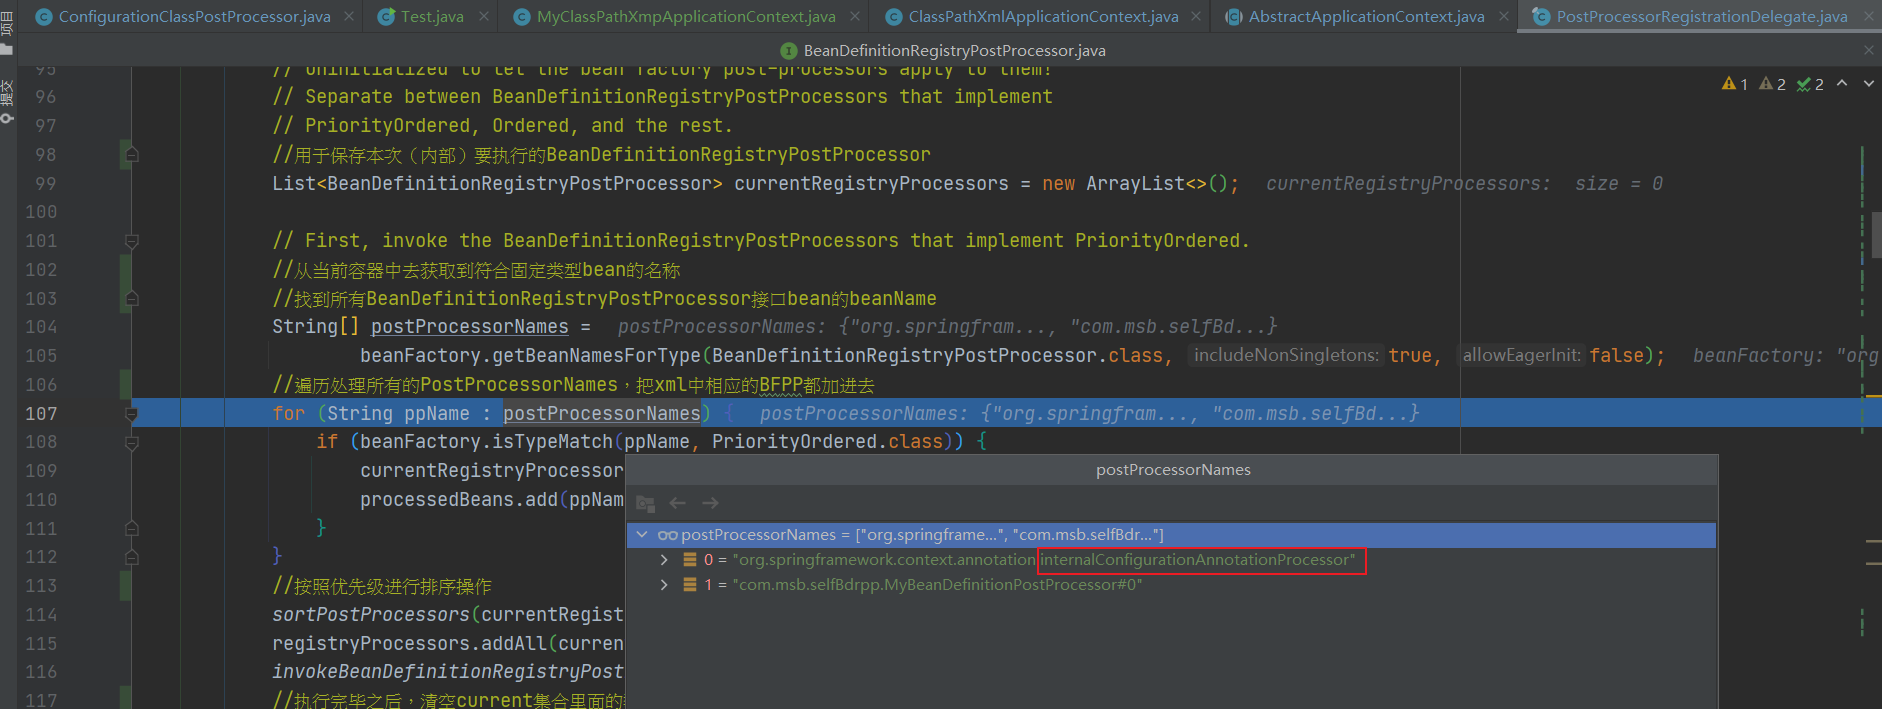 ConfigurationClassPostProcessor.java
Test.java
MyClassPathXmpApplicationContext.java
ClassPathXmlApplicationContext.java
AbstractApplicationContext.java
PostProcessorRegistrationDelegate.java
BeanDefinitionRegistryPostProcessor.java
项目
提交
1 2 2
95 // uninitialized to let the bean factory post-processors apply to them!
96 // Separate between BeanDefinitionRegistryPostProcessors that implement
97 // PriorityOrdered, Ordered, and the rest.
98 //用于保存本次（内部）要执行的BeanDefinitionRegistryPostProcessor
99 List<BeanDefinitionRegistryPostProcessor> currentRegistryProcessors = new ArrayList<>(); currentRegistryProcessors: size = 0
100
101 // First, invoke the BeanDefinitionRegistryPostProcessors that implement PriorityOrdered.
102 //从当前容器中去获取到符合固定类型bean的名称
103 //找到所有BeanDefinitionRegistryPostProcessor接口bean的beanName
104 String[] postProcessorNames = postProcessorNames: {"org.springfram..., "com.msb.selfBd...}
105 beanFactory.getBeanNamesForType(BeanDefinitionRegistryPostProcessor.class, includeNonSingletons: true, allowEagerInit: false); beanFactory: "org
106 //遍历处理所有的PostProcessorNames，把xml中相应的BFPP都加进去
107 for (String ppName : postProcessorNames) { postProcessorNames: {"org.springfram..., "com.msb.selfBd...}
108 if (beanFactory.isTypeMatch(ppName, PriorityOrdered.class)) {
109 currentRegistryProcessor
110 processedBeans.add(ppNam
111 }
112 }
113 //按照优先级进行排序操作
114 sortPostProcessors(currentRegist
115 registryProcessors.addAll(curren
116 invokeBeanDefinitionRegistryPost
117 //执行完毕之后，清空current集合里面的
postProcessorNames
postProcessorNames = ["org.springframe...", "com.msb.selfBdr..."]
0 = "org.springframework.context.annotation.internalConfigurationAnnotationProcessor"
1 = "com.msb.selfBdrpp.MyBeanDefinitionPostProcessor#0"